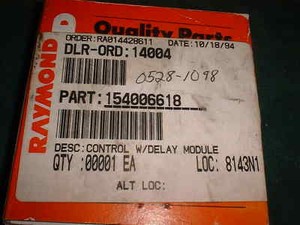 RAYMOND
Quality Parts
ORDER:RA014428611 DATE:10/18/94
DLR-ORD:14004
0528-1098
PART:154006618
DESC:CONTROL W/DELAY MODULE
QTY :00001 EA LOC: 8143N1
ALT LOC: